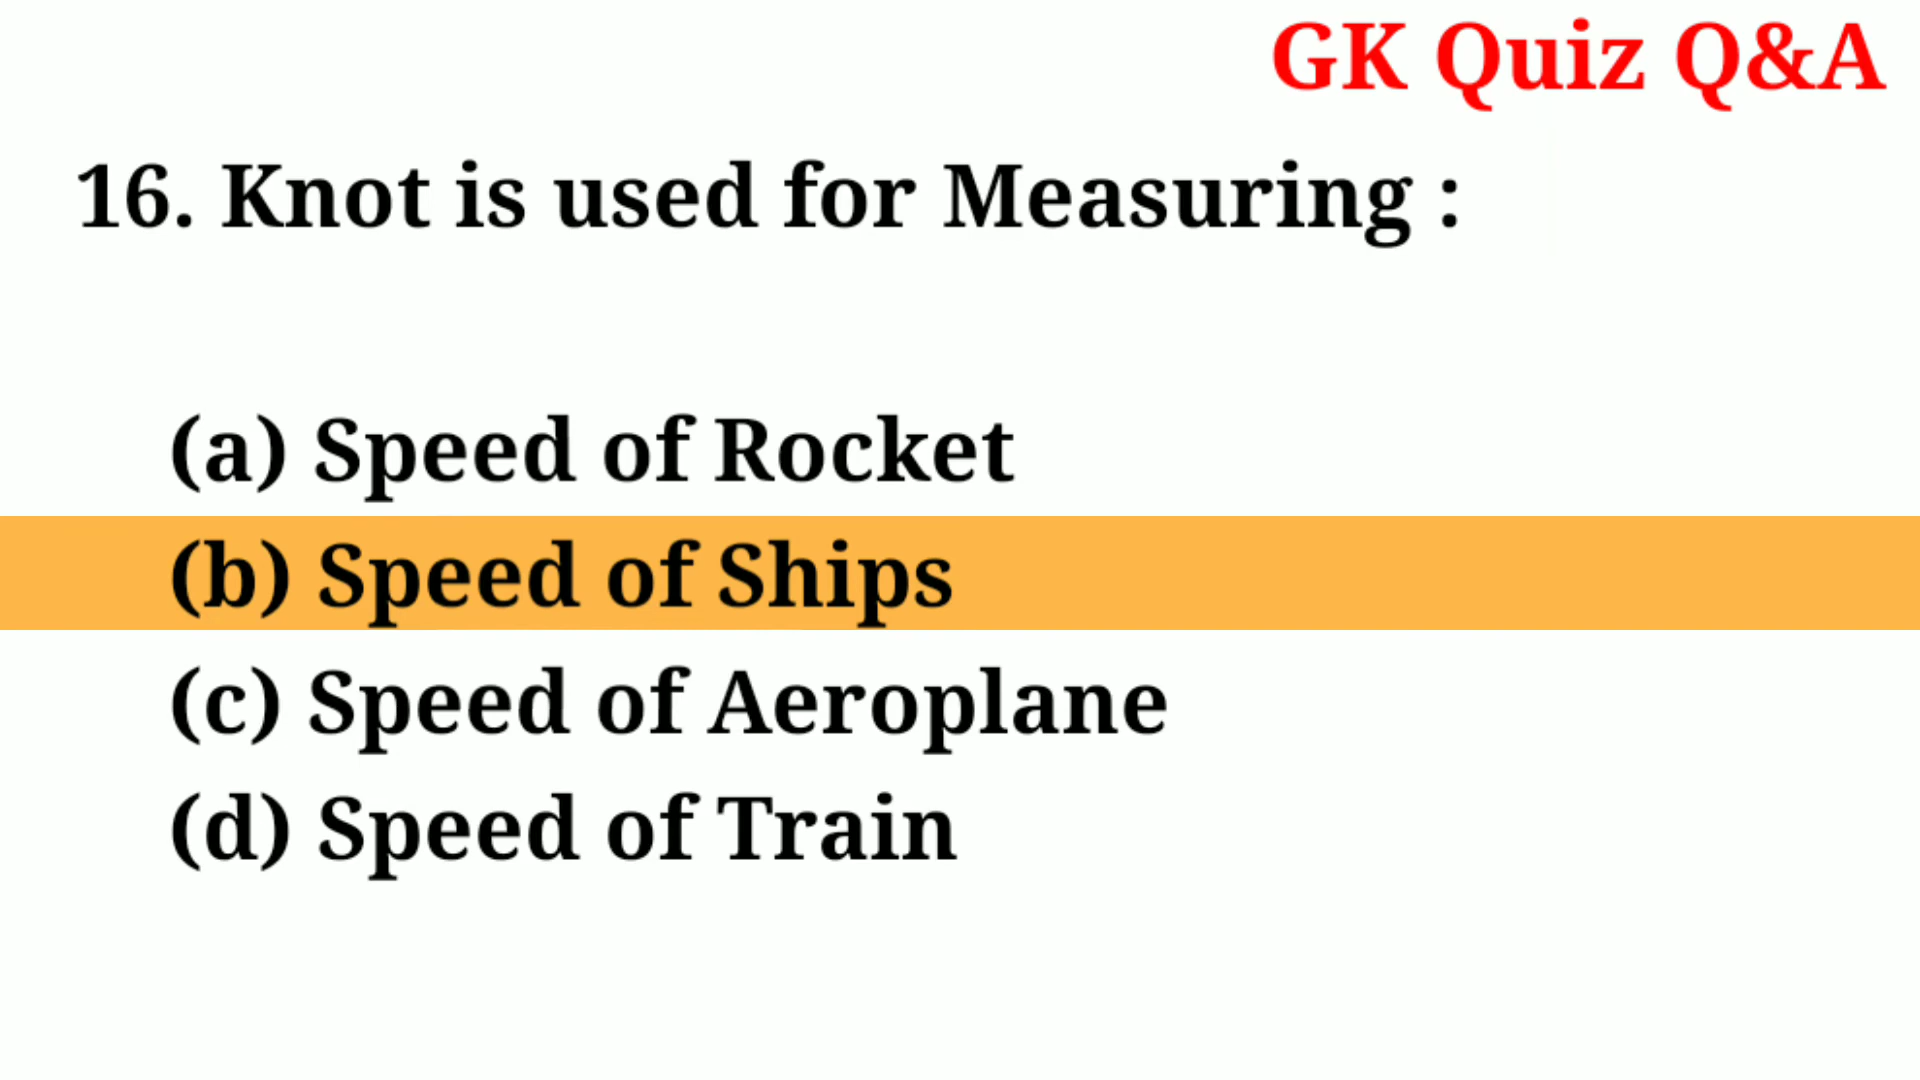 GK Quiz Q&A
16. Knot is used for Measuring :
(a) Speed of Rocket
(b) Speed of Ships
(c) Speed of Aeroplane
(d) Speed of Train